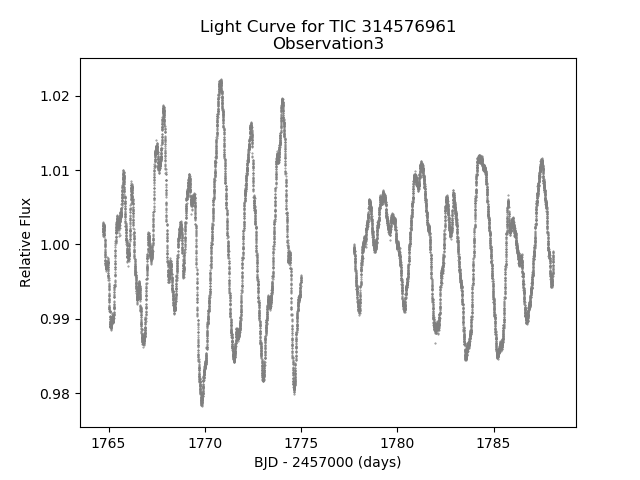 Light Curve for TIC 314576961
Observation3
1.02
1.01
1.00
0.99
0.98
Relative Flux
1765 1770 1775 1780 1785
BJD - 2457000 (days)